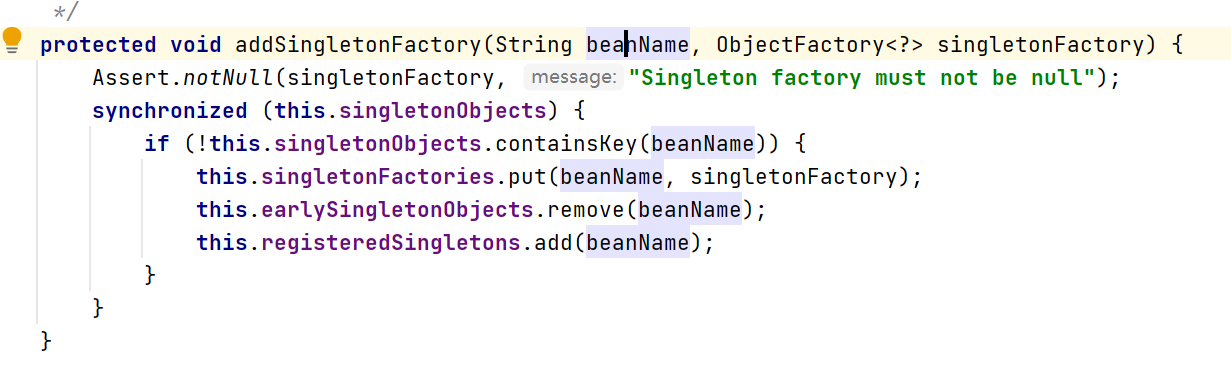 */
protected void addSingletonFactory(String beanName, ObjectFactory<?> singletonFactory) {
    Assert.notNull(singletonFactory, message: "Singleton factory must not be null");
    synchronized (this.singletonObjects) {
        if (!this.singletonObjects.containsKey(beanName)) {
            this.singletonFactories.put(beanName, singletonFactory);
            this.earlySingletonObjects.remove(beanName);
            this.registeredSingletons.add(beanName);
        }
    }
}